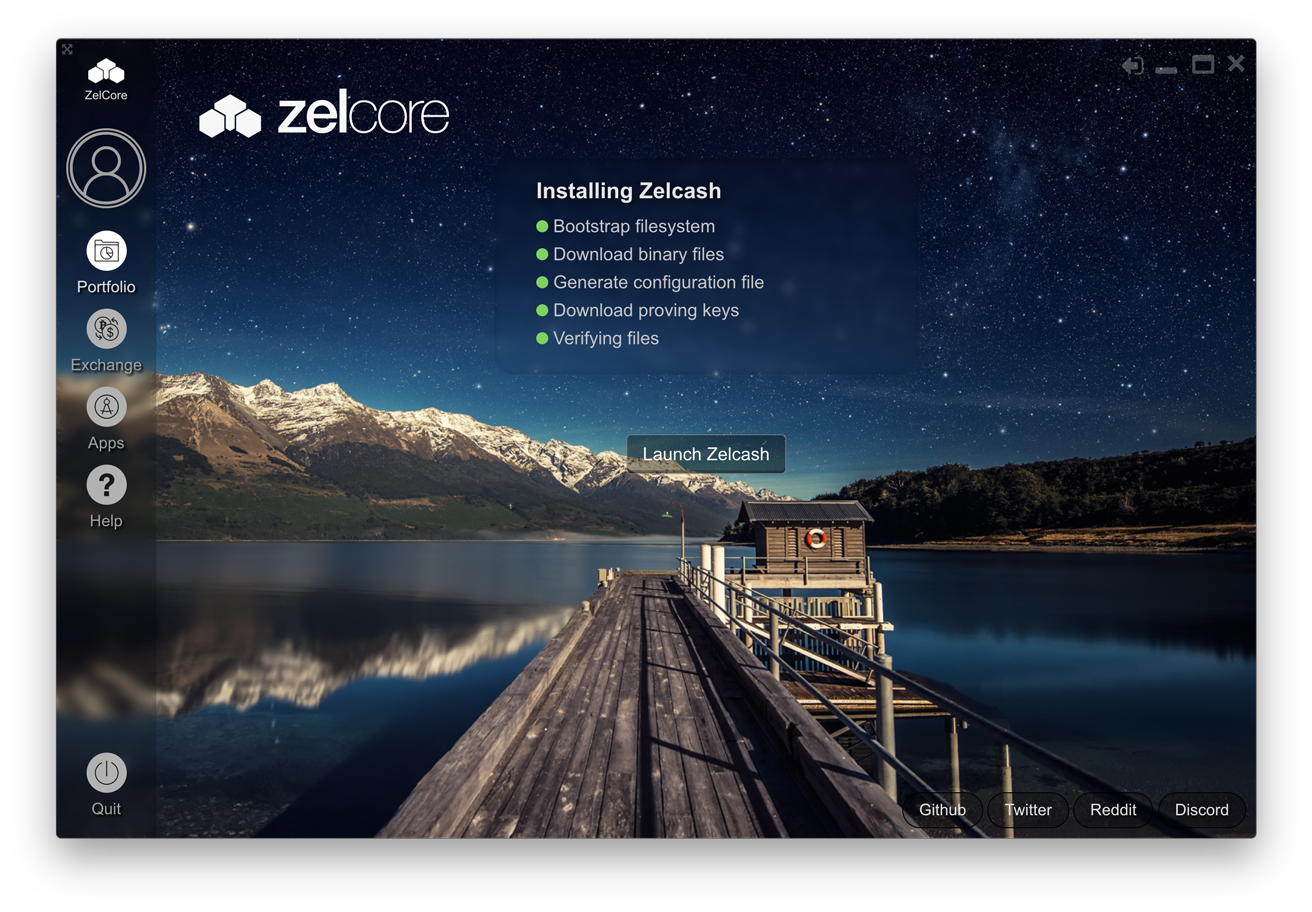 ZelCore
zelcore
Portfolio
Exchange
Apps
?
Help
Quit
Installing Zelcash
Bootstrap filesystem
Download binary files
Generate configuration file
Download proving keys
Verifying files
Launch Zelcash
Github
Twitter
Reddit
Discord